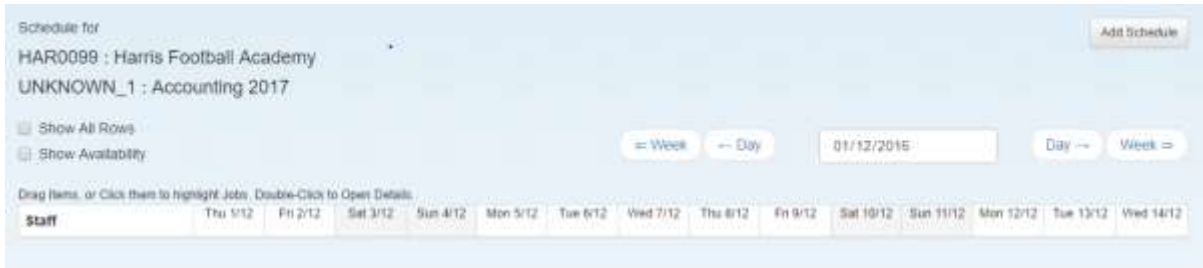 Schedule for
Add Schedule
HAR0099 : Harris Football Academy
UNKNOWN_1 : Accounting 2017
Show All Rows
⇐ Week ← Day 01/12/2016 Day → Week ⇒
Show Availability
Drag Items, or Click them to highlight Jobs. Double-Click to Open Details
Staff Thu 1/12 Fri 2/12 Sat 3/12 Sun 4/12 Mon 5/12 Tue 6/12 Wed 7/12 Thu 8/12 Fri 9/12 Sat 10/12 Sun 11/12 Mon 12/12 Tue 13/12 Wed 14/12